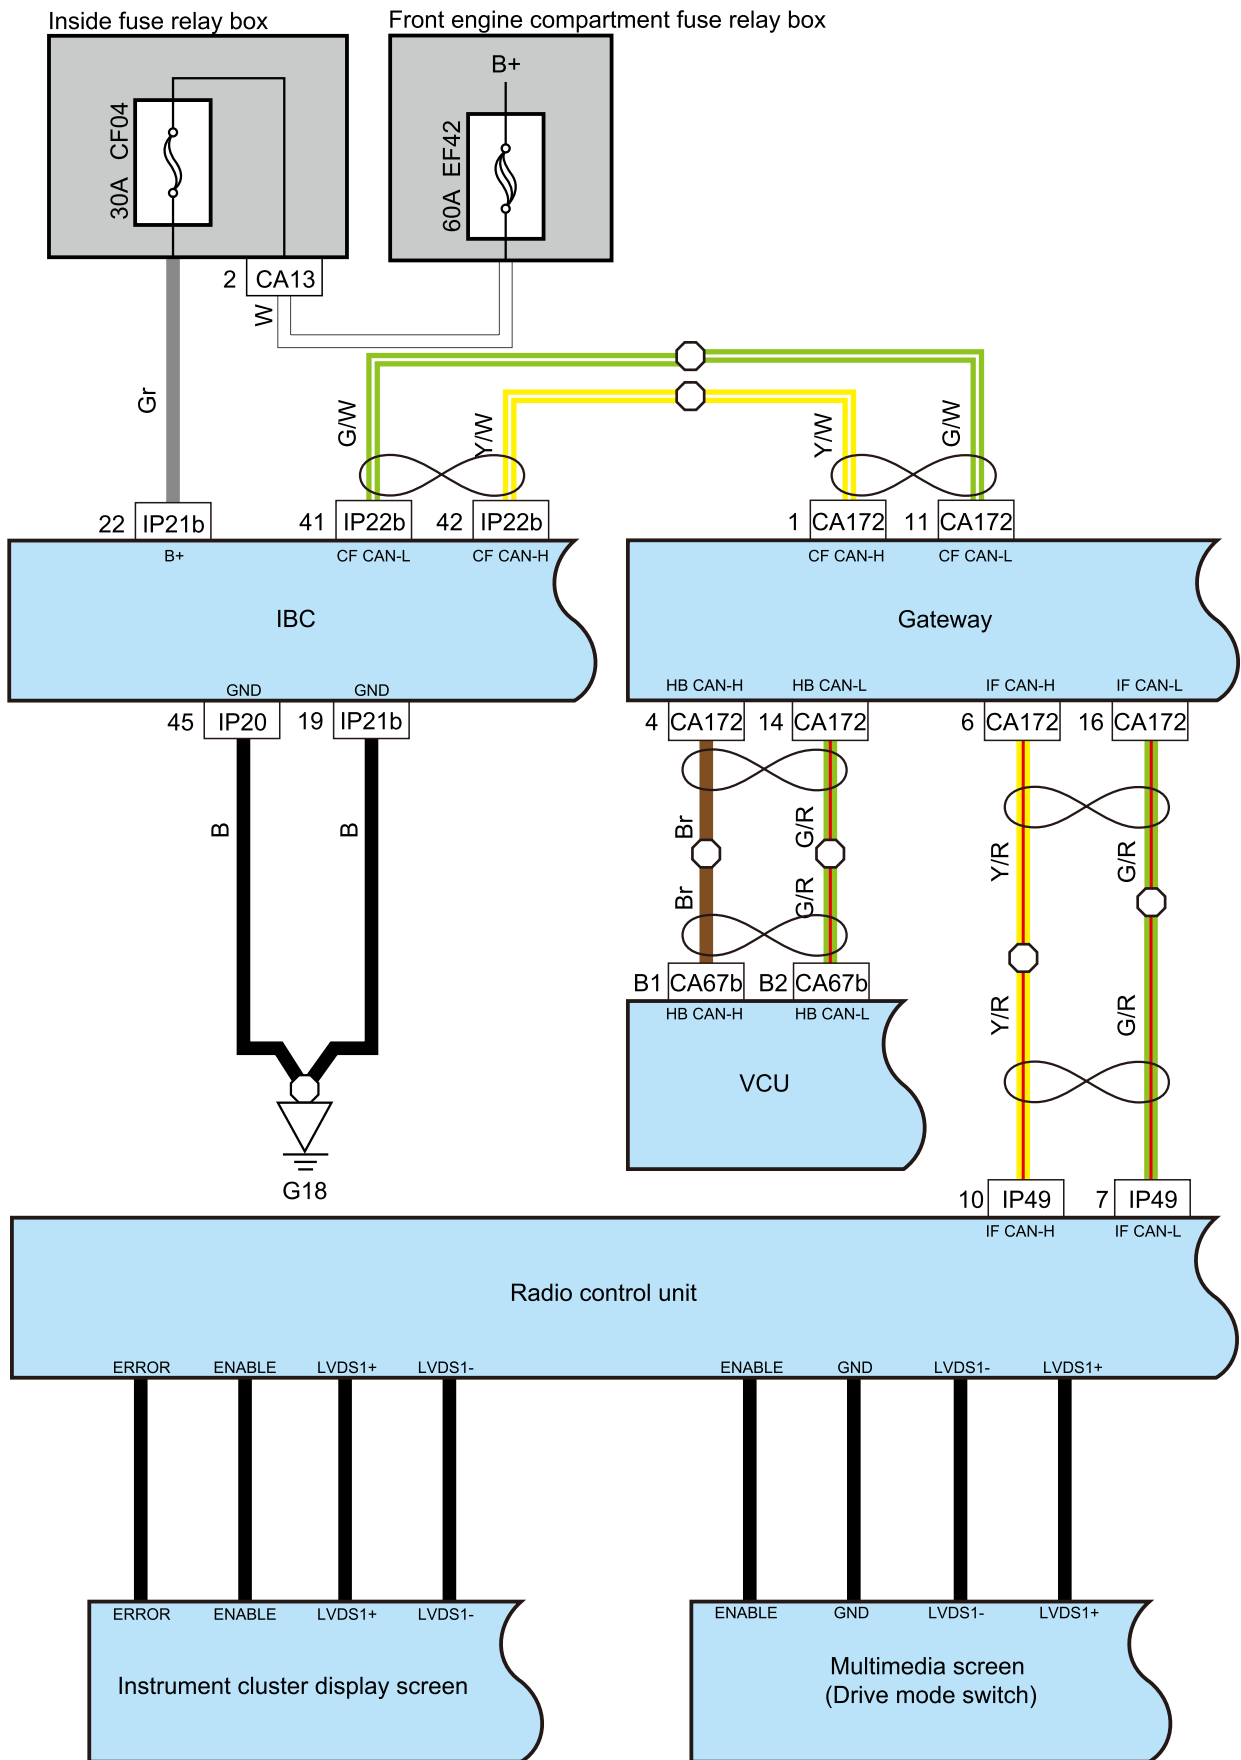 Inside fuse relay box
Front engine compartment fuse relay box
B+
30A CF04
60A EF42
2 CA13
W
Gr
G/W
Y/W
Y/W
G/W
22 IP21b
41 IP22b
42 IP22b
1 CA172
11 CA172
B+
CF CAN-L
CF CAN-H
CF CAN-H
CF CAN-L
IBC
Gateway
GND
GND
HB CAN-H
HB CAN-L
IF CAN-H
IF CAN-L
45 IP20
19 IP21b
4 CA172
14 CA172
6 CA172
16 CA172
B
B
Br
G/R
Y/R
G/R
Br
G/R
Y/R
G/R
B1 CA67b
B2 CA67b
HB CAN-H
HB CAN-L
VCU
G18
10 IP49
7 IP49
IF CAN-H
IF CAN-L
Radio control unit
ERROR
ENABLE
LVDS1+
LVDS1-
ENABLE
GND
LVDS1-
LVDS1+
ERROR
ENABLE
LVDS1+
LVDS1-
ENABLE
GND
LVDS1-
LVDS1+
Instrument cluster display screen
Multimedia screen
(Drive mode switch)